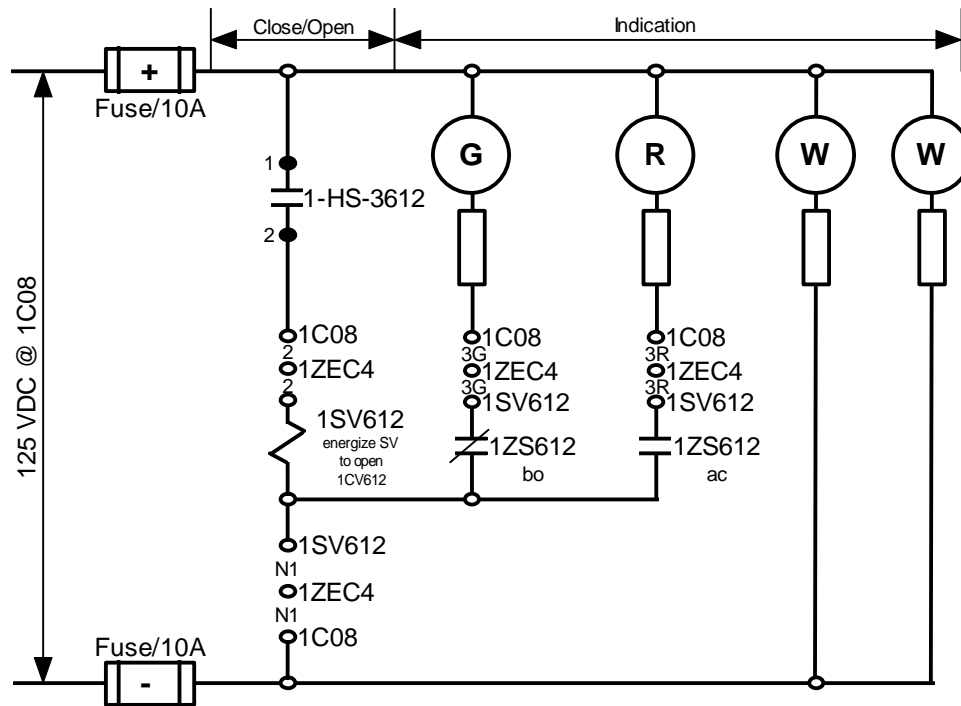 Close/Open
Indication
+
Fuse/10A
G
R
W
W
1
1-HS-3612
2
125 VDC @ 1C08
1C08
2
1ZEC4
2
1SV612
energize SV
to open
1CV612
1C08
3G
1ZEC4
3G
1SV612
1ZS612
bo
1C08
3R
1ZEC4
3R
1SV612
1ZS612
ac
1SV612
N1
1ZEC4
N1
1C08
Fuse/10A
-